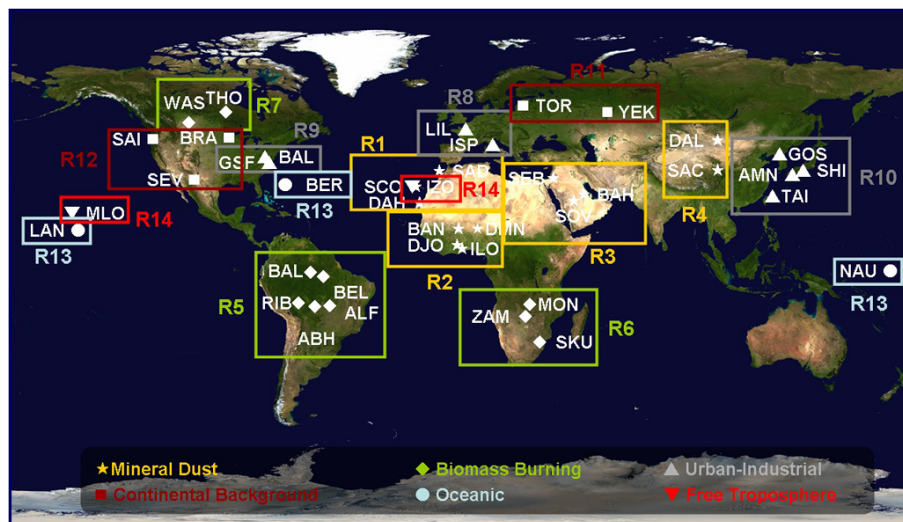 R11
THO
WAS
R7
TOR
YEK
R8
LIL
ISP
R9
SAI
BRA
GSF
BAL
R12
SEV
R1
DAL
SAC
R4
GOS
SHI
AMN
TAI
R10
SAD
SCO
IZO
R14
DAH
SEB
BAH
SOV
R3
BER
R13
MLO
R14
LAN
R13
BAN
DMN
DJO
ILO
R2
NAU
R13
BAL
BEL
RIB
ALF
ABH
R5
MON
ZAM
SKU
R6
Mineral Dust
Biomass Burning
Urban-Industrial
Continental Background
Oceanic
Free Troposphere